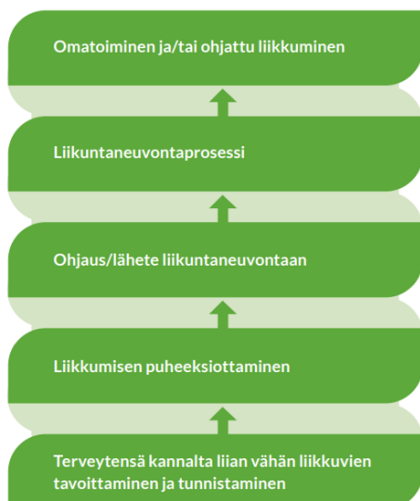 Omatoiminen ja/tai ohjattu liikkuminen
Liikuntaneuvontaprosessi
Ohjaus/lähete liikuntaneuvontaan
Liikkumisen puheeksiottaminen
Terveytensä kannalta liian vähän liikkuvien
tavoittaminen ja tunnistaminen